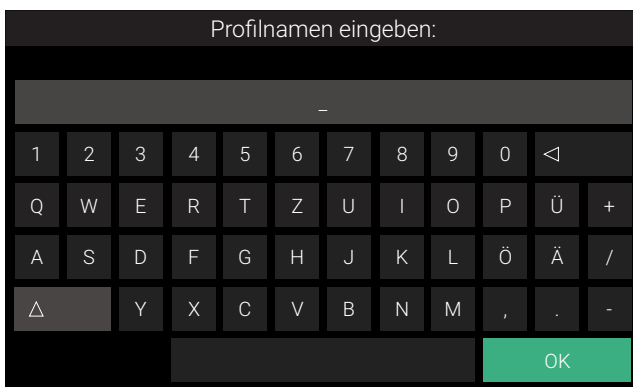 Profilnamen eingeben:
_
1 2 3 4 5 6 7 8 9 0 ◁
Q W E R T Z U I O P Ü +
A S D F G H J K L Ö Ä /
△ Y X C V B N M , . -
OK